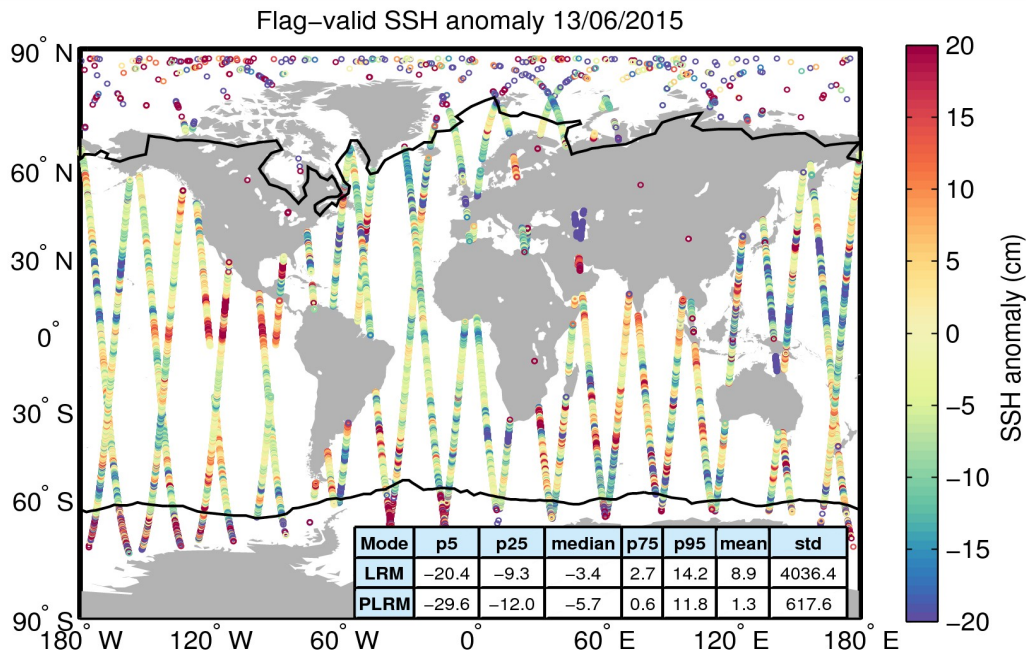 Flag−valid SSH anomaly 13/06/2015
90° N
60° N
30° N
0°
30° S
60° S
90° S
180° W
120° W
60° W
0°
60° E
120° E
180° E
Mode p5 p25 median p75 p95 mean std
LRM −20.4 −9.3 −3.4 2.7 14.2 8.9 4036.4
PLRM −29.6 −12.0 −5.7 0.6 11.8 1.3 617.6
20
15
10
5
0
−5
−10
−15
−20
SSH anomaly (cm)